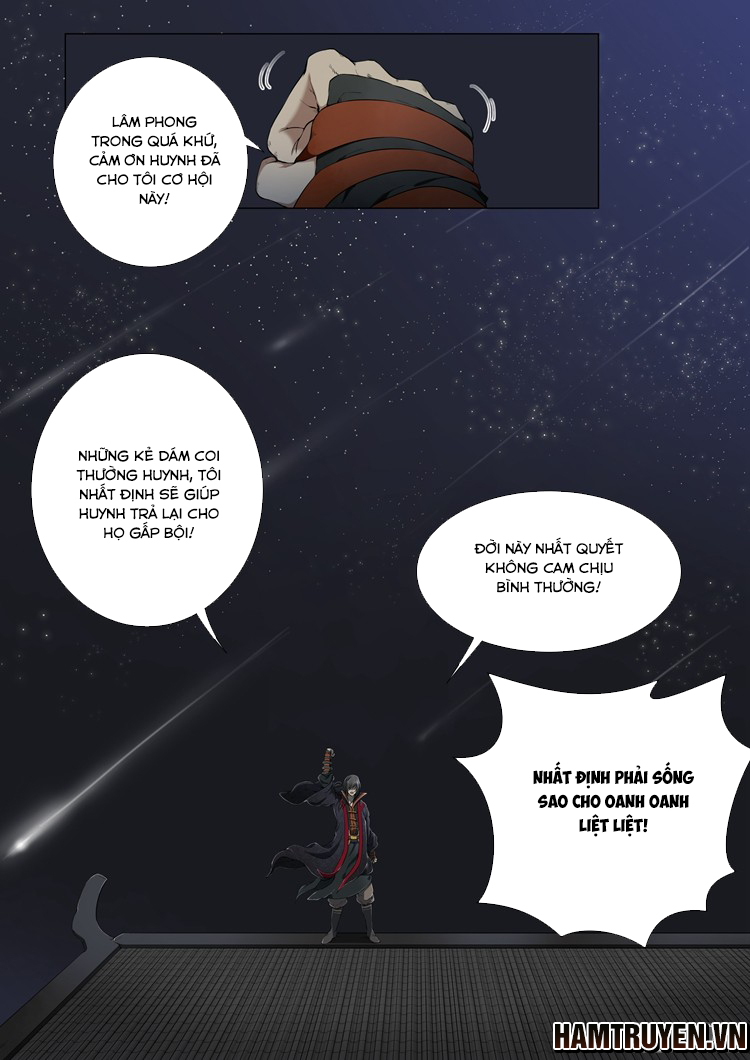 LÂM PHONG
TRONG QUÁ KHỨ,
CẢM ƠN HUYNH ĐÃ
CHO TÔI CƠ HỘI
NÀY!
NHỮNG KẺ DÁM COI
THƯỜNG HUYNH, TÔI
NHẤT ĐỊNH SẼ GIÚP
HUYNH TRẢ LẠI CHO
HỌ GẤP BỘI!
ĐỜI NÀY NHẤT QUYẾT
KHÔNG CAM CHỊU
BÌNH THƯỜNG!
NHẤT ĐỊNH PHẢI SỐNG
SAO CHO OANH OANH
LIỆT LIỆT!
HAMTRUYEN.VN